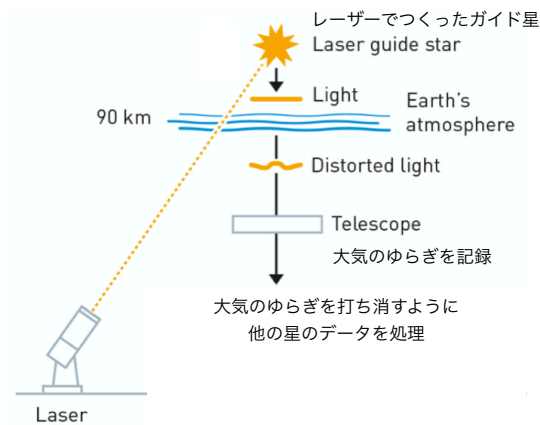 レーザーでつくったガイド星
Laser guide star
Light
90 km
Earth's
atmosphere
Distorted light
Telescope
大気のゆらぎを記録
大気のゆらぎを打ち消すように
他の星のデータを処理
Laser